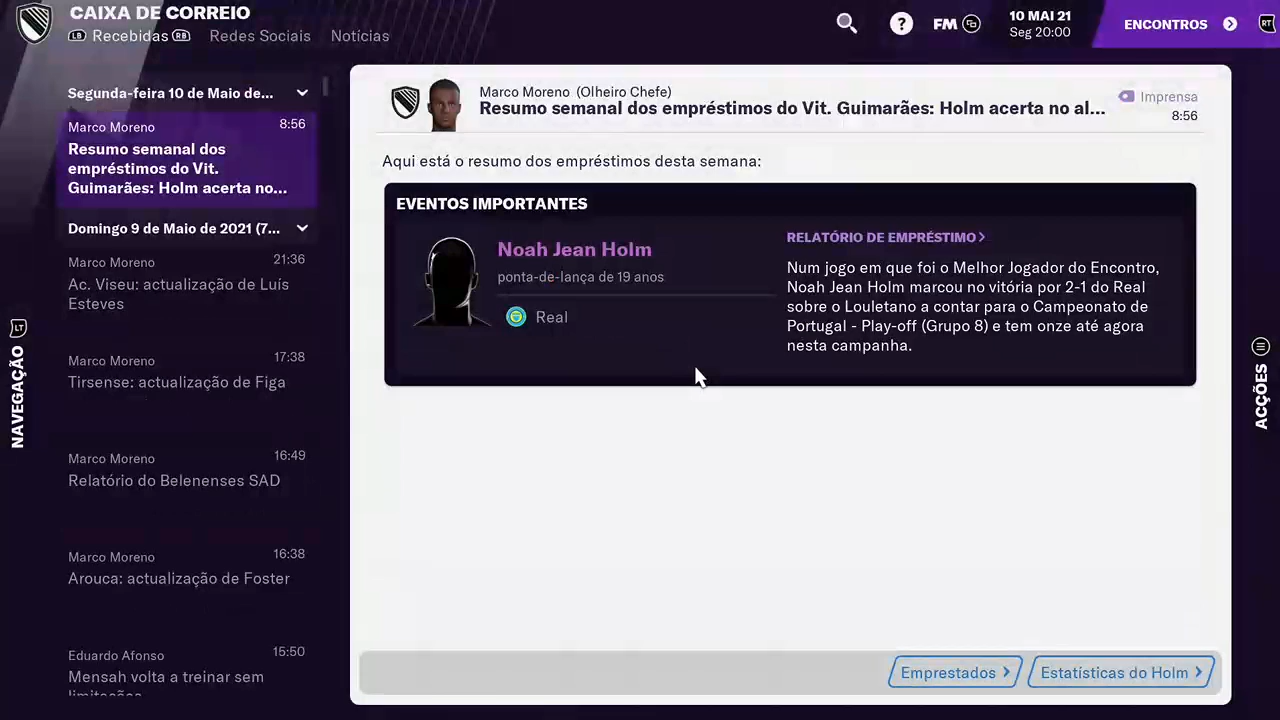 CAIXA DE CORREIO
LB Recebidas RB Redes Sociais Notícias
? FM 10 MAI 21
Seg 20:00
ENCONTROS
RT
Segunda-feira 10 de Maio de...
Marco Moreno 8:56
Resumo semanal dos
empréstimos do Vit.
Guimarães: Holm acerta no...
Domingo 9 de Maio de 2021 (7...
Marco Moreno 21:36
Ac. Viseu: actualização de Luís
Esteves
Marco Moreno 17:38
Tirsense: actualização de Figa
Marco Moreno 16:49
Relatório do Belenenses SAD
Marco Moreno 16:38
Arouca: actualização de Foster
Eduardo Afonso 15:50
Mensah volta a treinar sem
limitações
LT
NAVEGAÇÃO
Marco Moreno (Olheiro Chefe)
Resumo semanal dos empréstimos do Vit. Guimarães: Holm acerta no al...
Imprensa
8:56
Aqui está o resumo dos empréstimos desta semana:
EVENTOS IMPORTANTES
Noah Jean Holm
ponta-de-lança de 19 anos
Real
RELATÓRIO DE EMPRÉSTIMO
Num jogo em que foi o Melhor Jogador do Encontro,
Noah Jean Holm marcou no vitória por 2-1 do Real
sobre o Louletano a contar para o Campeonato de
Portugal - Play-off (Grupo 8) e tem onze até agora
nesta campanha.
Emprestados
Estatísticas do Holm
ACÇÕES